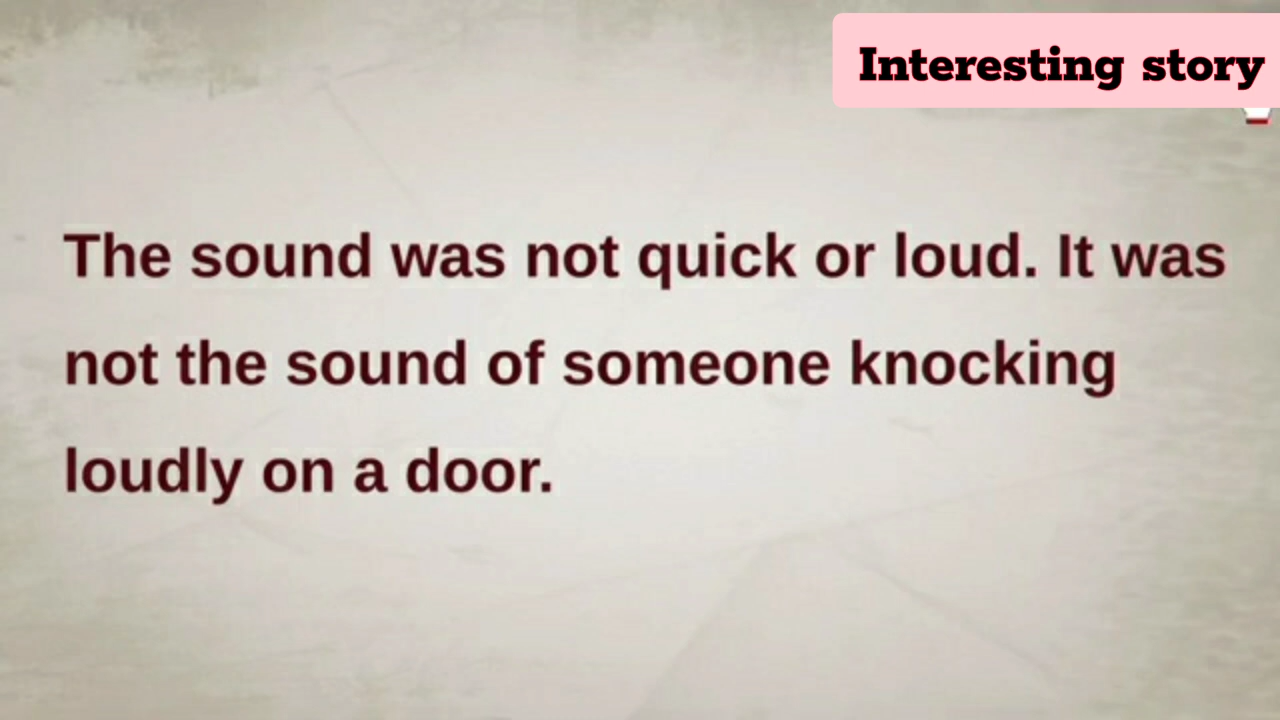 Interesting story
The sound was not quick or loud. It was
not the sound of someone knocking
loudly on a door.